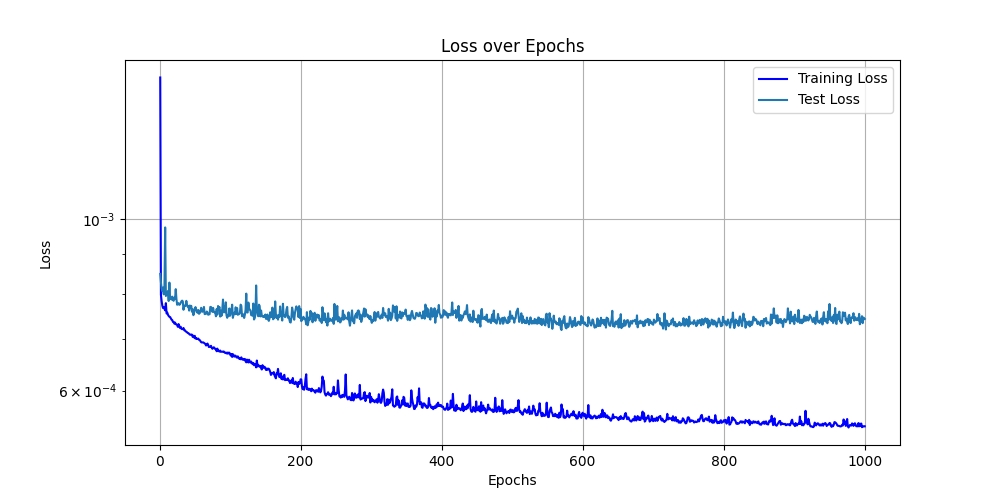 Loss over Epochs
Training Loss
Test Loss
10⁻³
6 × 10⁻⁴
Loss
0 200 400 600 800 1000
Epochs